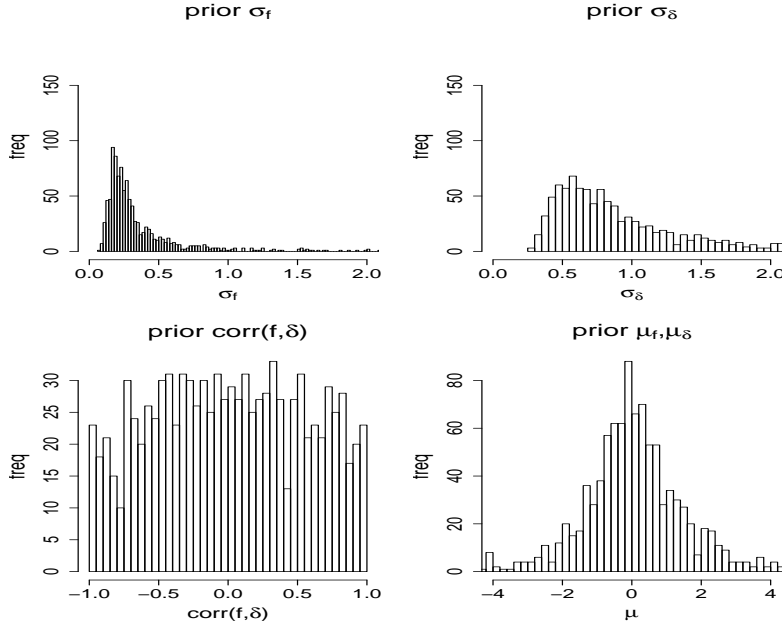 prior σf
freq
150
100
50
0
0.0 0.5 1.0 1.5 2.0
σf
prior σδ
freq
150
100
50
0
0.0 0.5 1.0 1.5 2.0
σδ
prior corr(f,δ)
freq
30
25
20
15
10
5
0
−1.0 −0.5 0.0 0.5 1.0
corr(f,δ)
prior μf,μδ
freq
80
60
40
20
0
−4 −2 0 2 4
μ